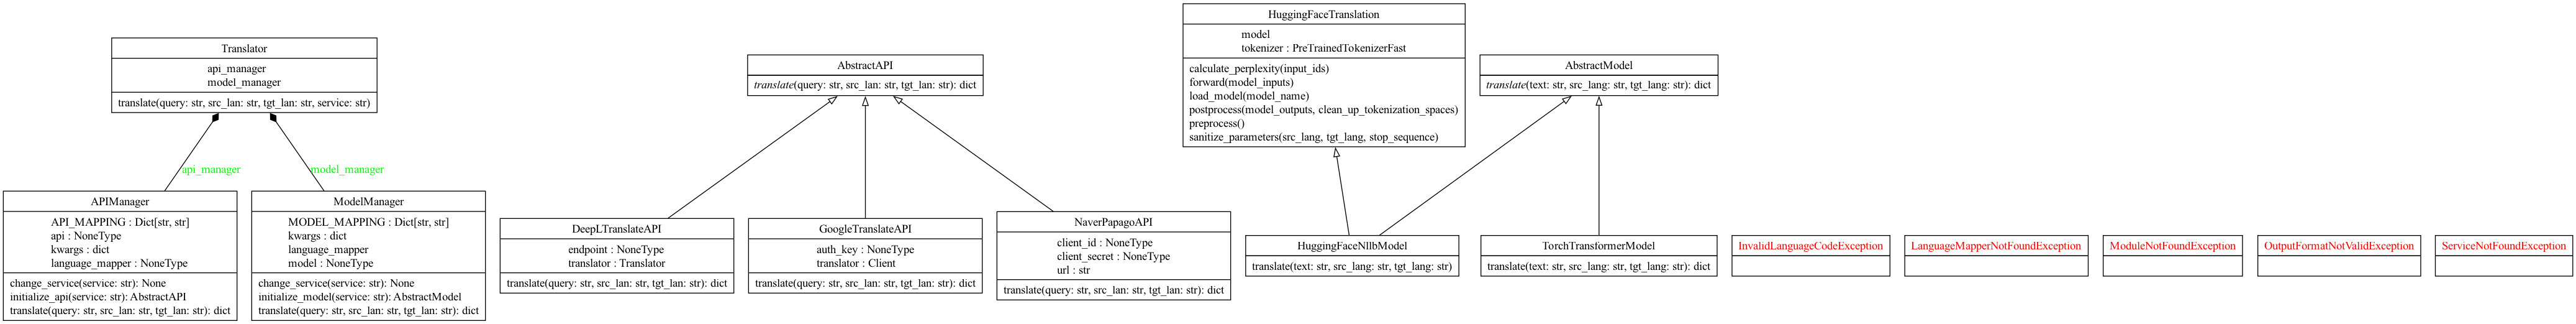 Translator
api_manager
model_manager
translate(query: str, src_lan: str, tgt_lan: str, service: str)
api_manager
model_manager
APIManager
API_MAPPING : Dict[str, str]
api : NoneType
kwargs : dict
language_mapper : NoneType
change_service(service: str): None
initialize_api(service: str): AbstractAPI
translate(query: str, src_lan: str, tgt_lan: str): dict
ModelManager
MODEL_MAPPING : Dict[str, str]
kwargs : dict
language_mapper
model : NoneType
change_service(service: str): None
initialize_model(service: str): AbstractModel
translate(query: str, src_lan: str, tgt_lan: str): dict
AbstractAPI
translate(query: str, src_lan: str, tgt_lan: str): dict
DeepLTranslateAPI
endpoint : NoneType
translator : Translator
translate(query: str, src_lan: str, tgt_lan: str): dict
GoogleTranslateAPI
auth_key : NoneType
translator : Client
translate(query: str, src_lan: str, tgt_lan: str): dict
NaverPapagoAPI
client_id : NoneType
client_secret : NoneType
url : str
translate(query: str, src_lan: str, tgt_lan: str): dict
HuggingFaceTranslation
model
tokenizer : PreTrainedTokenizerFast
calculate_perplexity(input_ids)
forward(model_inputs)
load_model(model_name)
postprocess(model_outputs, clean_up_tokenization_spaces)
preprocess()
sanitize_parameters(src_lang, tgt_lang, stop_sequence)
AbstractModel
translate(text: str, src_lang: str, tgt_lang: str): dict
HuggingFaceNllbModel
translate(text: str, src_lang: str, tgt_lang: str)
TorchTransformerModel
translate(text: str, src_lang: str, tgt_lang: str): dict
InvalidLanguageCodeException
LanguageMapperNotFoundException
ModuleNotFoundException
OutputFormatNotValidException
ServiceNotFoundException